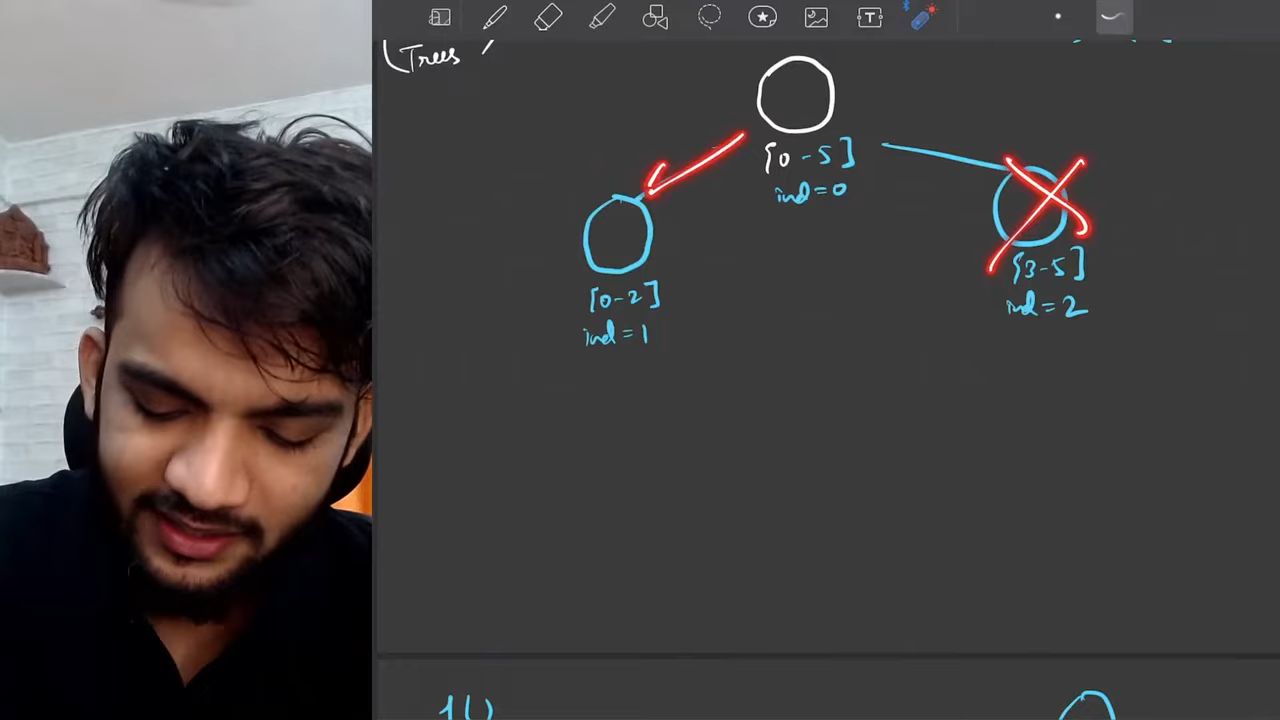 (Trees)
[0-5]
ind=0
[0-2]
ind=1
[3-5]
ind=2